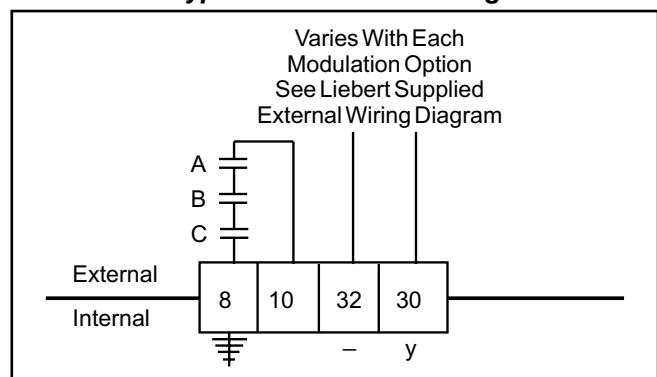 Varies With Each
Modulation Option
See Liebert Supplied
External Wiring Diagram
A
B
C
External
8 10 32 30
Internal
– y